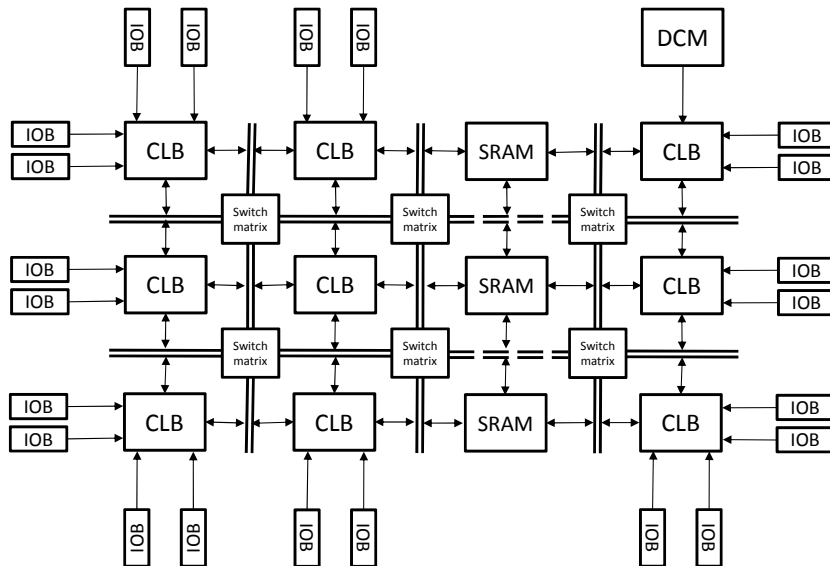 IOB
IOB
IOB
IOB
DCM
IOB
IOB
CLB
CLB
SRAM
CLB
IOB
IOB
Switch
matrix
Switch
matrix
Switch
matrix
IOB
IOB
CLB
CLB
SRAM
CLB
IOB
IOB
Switch
matrix
Switch
matrix
Switch
matrix
IOB
IOB
CLB
CLB
SRAM
CLB
IOB
IOB
IOB
IOB
IOB
IOB
IOB
IOB